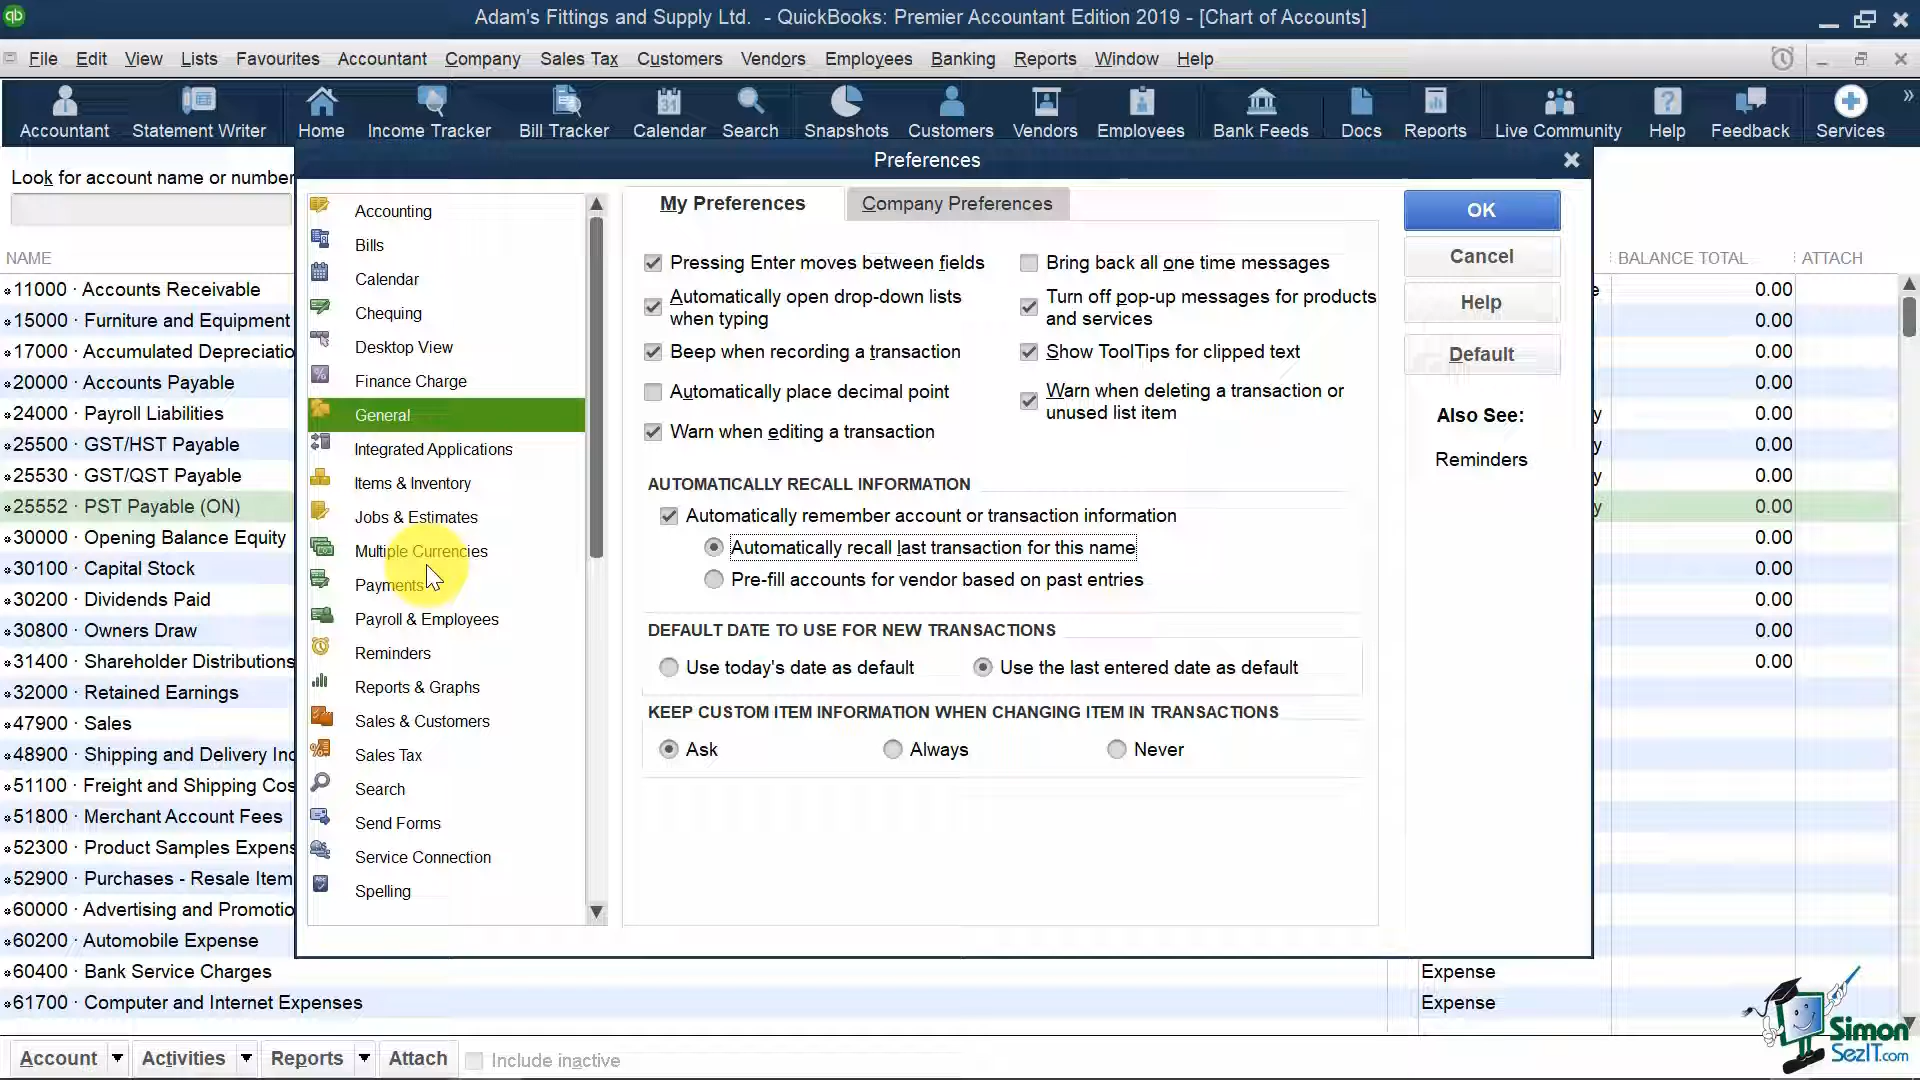 Adam's Fittings and Supply Ltd. - QuickBooks: Premier Accountant Edition 2019 - [Chart of Accounts]
File Edit View Lists Favourites Accountant Company Sales Tax Customers Vendors Employees Banking Reports Window Help
Accountant Statement Writer Home Income Tracker Bill Tracker Calendar Search Snapshots Customers Vendors Employees Bank Feeds Docs Reports Live Community Help Feedback Services
Preferences
Look for account name or number
NAME
BALANCE TOTAL ATTACH
11000 · Accounts Receivable 0.00
15000 · Furniture and Equipment 0.00
17000 · Accumulated Depreciatio 0.00
20000 · Accounts Payable 0.00
24000 · Payroll Liabilities 0.00
25500 · GST/HST Payable 0.00
25530 · GST/QST Payable 0.00
25552 · PST Payable (ON) 0.00
30000 · Opening Balance Equity 0.00
30100 · Capital Stock 0.00
30200 · Dividends Paid 0.00
30800 · Owners Draw 0.00
31400 · Shareholder Distributions 0.00
32000 · Retained Earnings
47900 · Sales
48900 · Shipping and Delivery Inc
51100 · Freight and Shipping Cos
51800 · Merchant Account Fees
52300 · Product Samples Expens
52900 · Purchases - Resale Item
60000 · Advertising and Promotio
60200 · Automobile Expense
60400 · Bank Service Charges Expense
61700 · Computer and Internet Expenses Expense
Accounting
Bills
Calendar
Chequing
Desktop View
Finance Charge
General
Integrated Applications
Items & Inventory
Jobs & Estimates
Multiple Currencies
Payments
Payroll & Employees
Reminders
Reports & Graphs
Sales & Customers
Sales Tax
Search
Send Forms
Service Connection
Spelling
My Preferences Company Preferences
Pressing Enter moves between fields
Automatically open drop-down lists
when typing
Beep when recording a transaction
Automatically place decimal point
Warn when editing a transaction
Bring back all one time messages
Turn off pop-up messages for products
and services
Show ToolTips for clipped text
Warn when deleting a transaction or
unused list item
AUTOMATICALLY RECALL INFORMATION
Automatically remember account or transaction information
Automatically recall last transaction for this name
Pre-fill accounts for vendor based on past entries
DEFAULT DATE TO USE FOR NEW TRANSACTIONS
Use today's date as default Use the last entered date as default
KEEP CUSTOM ITEM INFORMATION WHEN CHANGING ITEM IN TRANSACTIONS
Ask Always Never
OK
Cancel
Help
Default
Also See:
Reminders
Account Activities Reports Attach Include inactive
Simon
SezIT.com